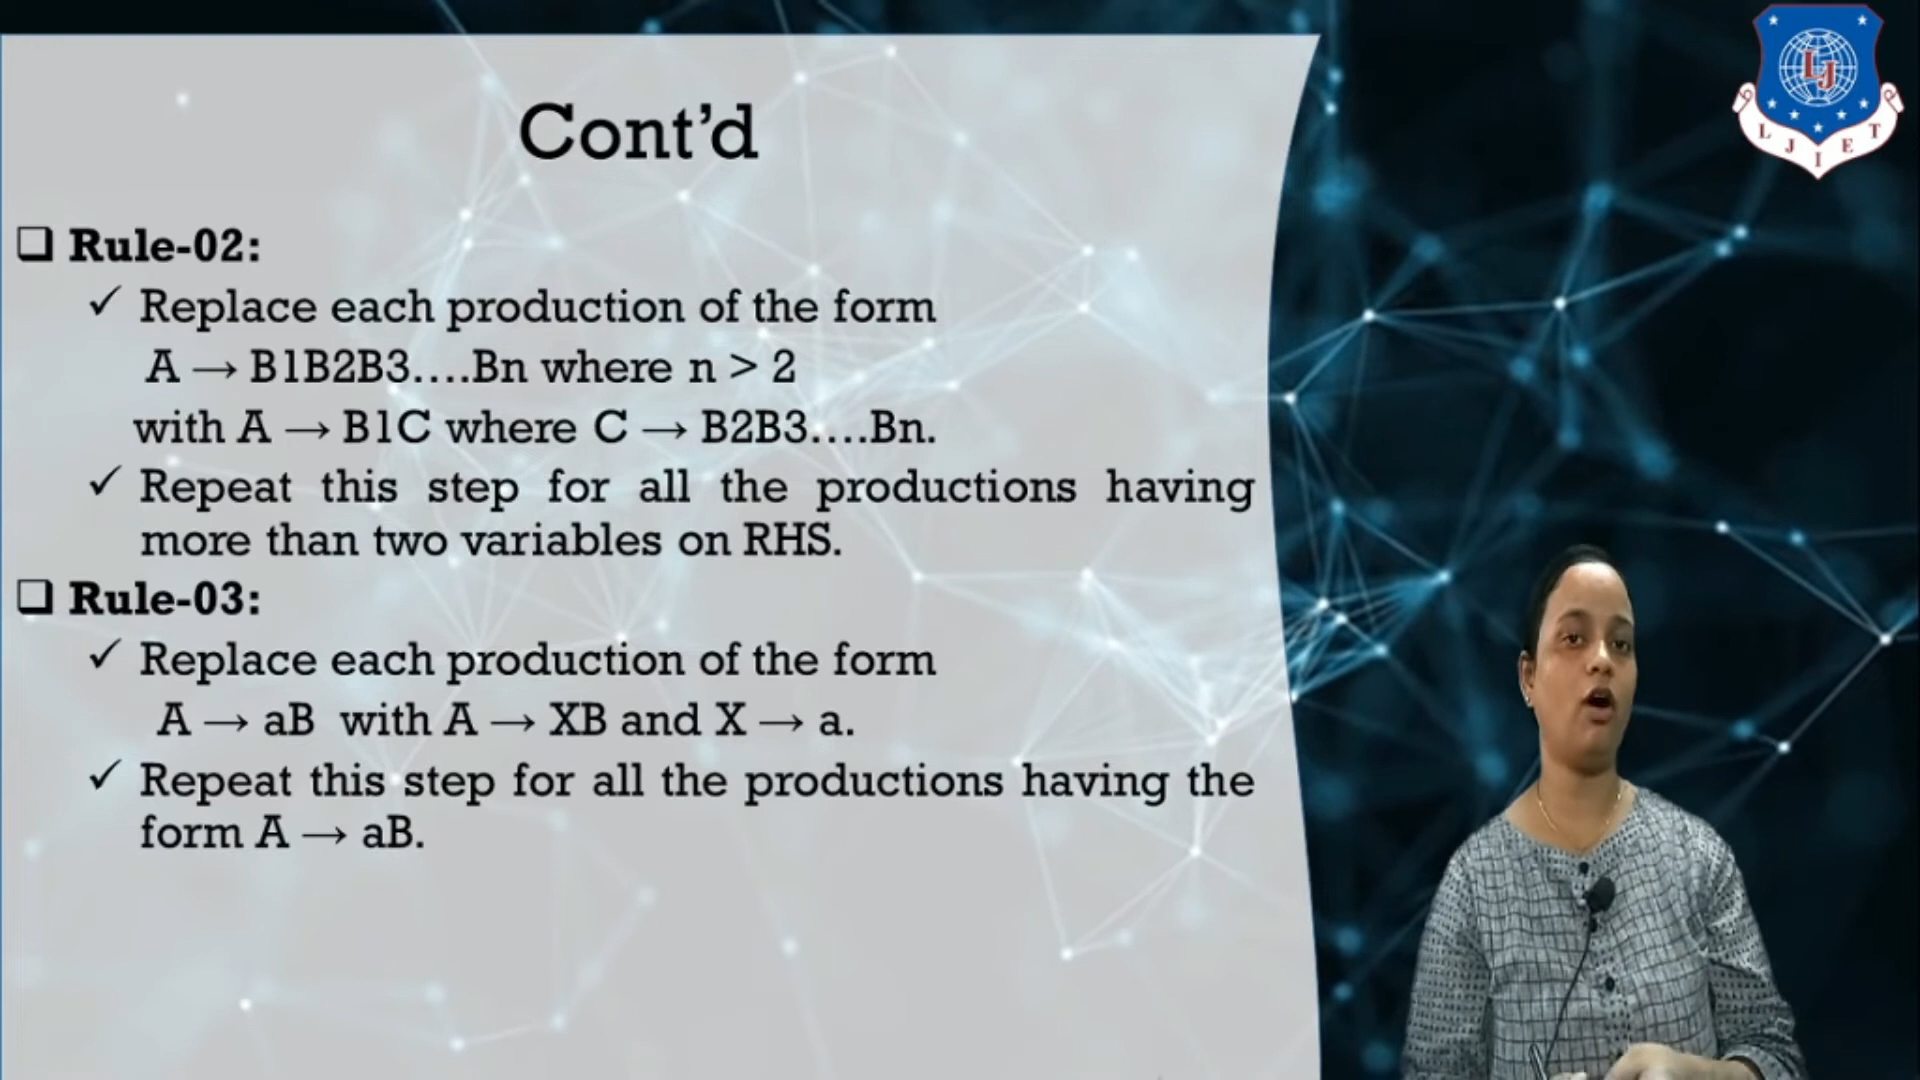 Cont’d
❑ Rule-02:
✓ Replace each production of the form
A → B1B2B3....Bn where n > 2
with A → B1C where C → B2B3....Bn.
✓ Repeat this step for all the productions having
more than two variables on RHS.
❑ Rule-03:
✓ Replace each production of the form
A → aB with A → XB and X → a.
✓ Repeat this step for all the productions having the
form A → aB.
LJ
L J I E T